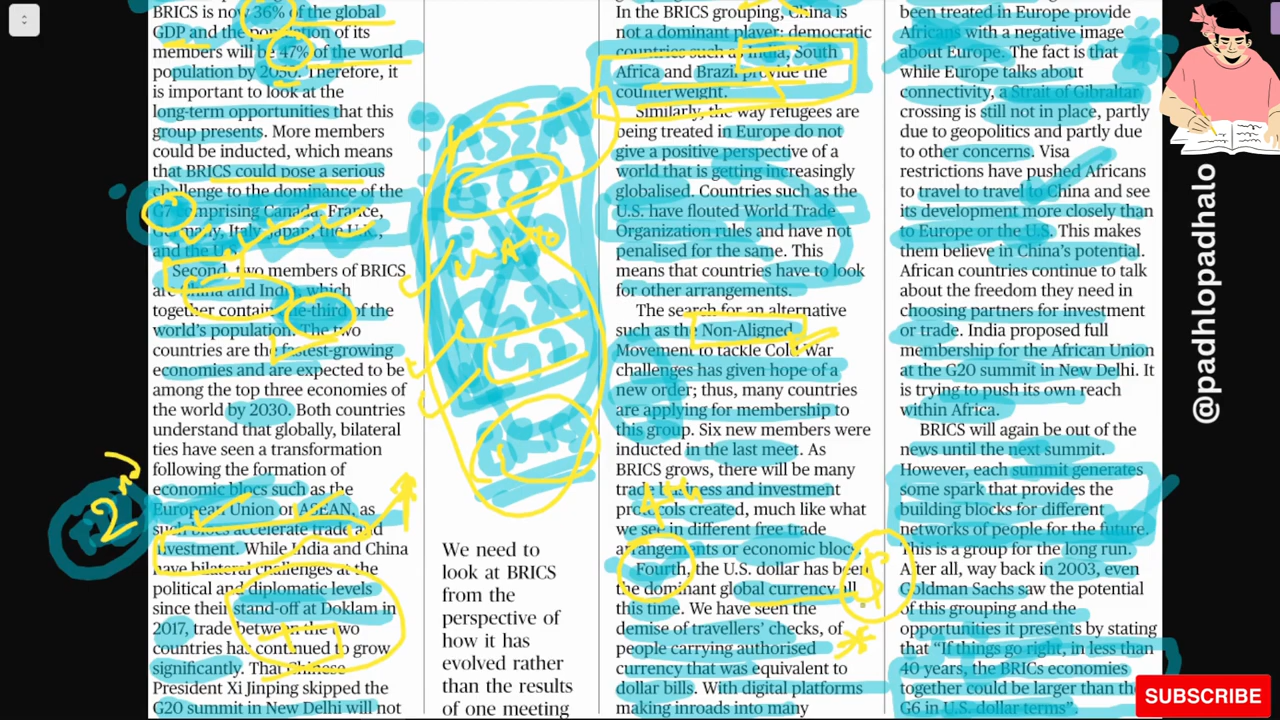 BRICS is now 36% of the global
GDP and the population of its
members will be 47% of the world
population by 2050. Therefore, it
is important to look at the
long-term opportunities that this
group presents. More members
could be inducted, which means
that BRICS could pose a serious
challenge to the dominance of the
G7 comprising Canada, France,
Germany, Italy, Japan, the U.K.,
and the U.S.
Second, two members of BRICS
are China and India, which
together contain one-third of the
world's population. The two
countries are the fastest-growing
economies and are expected to be
among the top three economies of
the world by 2030. Both countries
understand that globally, bilateral
ties have seen a transformation
following the formation of
economic blocs such as the
European Union or ASEAN, as
such blocs accelerate trade and
investment. While India and China
have bilateral challenges at the
political and diplomatic levels
since their stand-off at Doklam in
2017, trade between the two
countries has continued to grow
significantly. That Chinese
President Xi Jinping skipped the
G20 summit in New Delhi will not
2nd
We need to
look at BRICS
from the
perspective of
how it has
evolved rather
than the results
of one meeting
In the BRICS grouping, China is
not a dominant player: democratic
countries such as India, South
Africa and Brazil provide the
counterweight.
Similarly, the way refugees are
being treated in Europe do not
give a positive perspective of a
world that is getting increasingly
globalised. Countries such as the
U.S. have flouted World Trade
Organization rules and have not
penalised for the same. This
means that countries have to look
for other arrangements.
The search for an alternative
such as the Non-Aligned
Movement to tackle Cold War
challenges has given hope of a
new order; thus, many countries
are applying for membership to
this group. Six new members were
inducted in the last meet. As
BRICS grows, there will be many
trade business and investment
protocols created, much like what
we see in different free trade
arrangements or economic blocs.
Fourth, the U.S. dollar has been
the dominant global currency all
this time. We have seen the
demise of travellers' checks, of
people carrying authorised
currency that was equivalent to
dollar bills. With digital platforms
making inroads into many
$
been treated in Europe provide
Africans with a negative image
about Europe. The fact is that
while Europe talks about
connectivity, a Strait of Gibraltar
crossing is still not in place, partly
due to geopolitics and partly due
to other concerns. Visa
restrictions have pushed Africans
to travel to travel to China and see
its development more closely than
to Europe or the U.S. This makes
them believe in China's potential.
African countries continue to talk
about the freedom they need in
choosing partners for investment
or trade. India proposed full
membership for the African Union
at the G20 summit in New Delhi. It
is trying to push its own reach
within Africa.
BRICS will again be out of the
news until the next summit.
However, each summit generates
some spark that provides the
building blocks for different
networks of people for the future.
This is a group for the long run.
After all, way back in 2003, even
Goldman Sachs saw the potential
of this grouping and the
opportunities it presents by stating
that "If things go right, in less than
40 years, the BRICs economies
together could be larger than the
G6 in U.S. dollar terms".
@padhlopadhalo
SUBSCRIBE